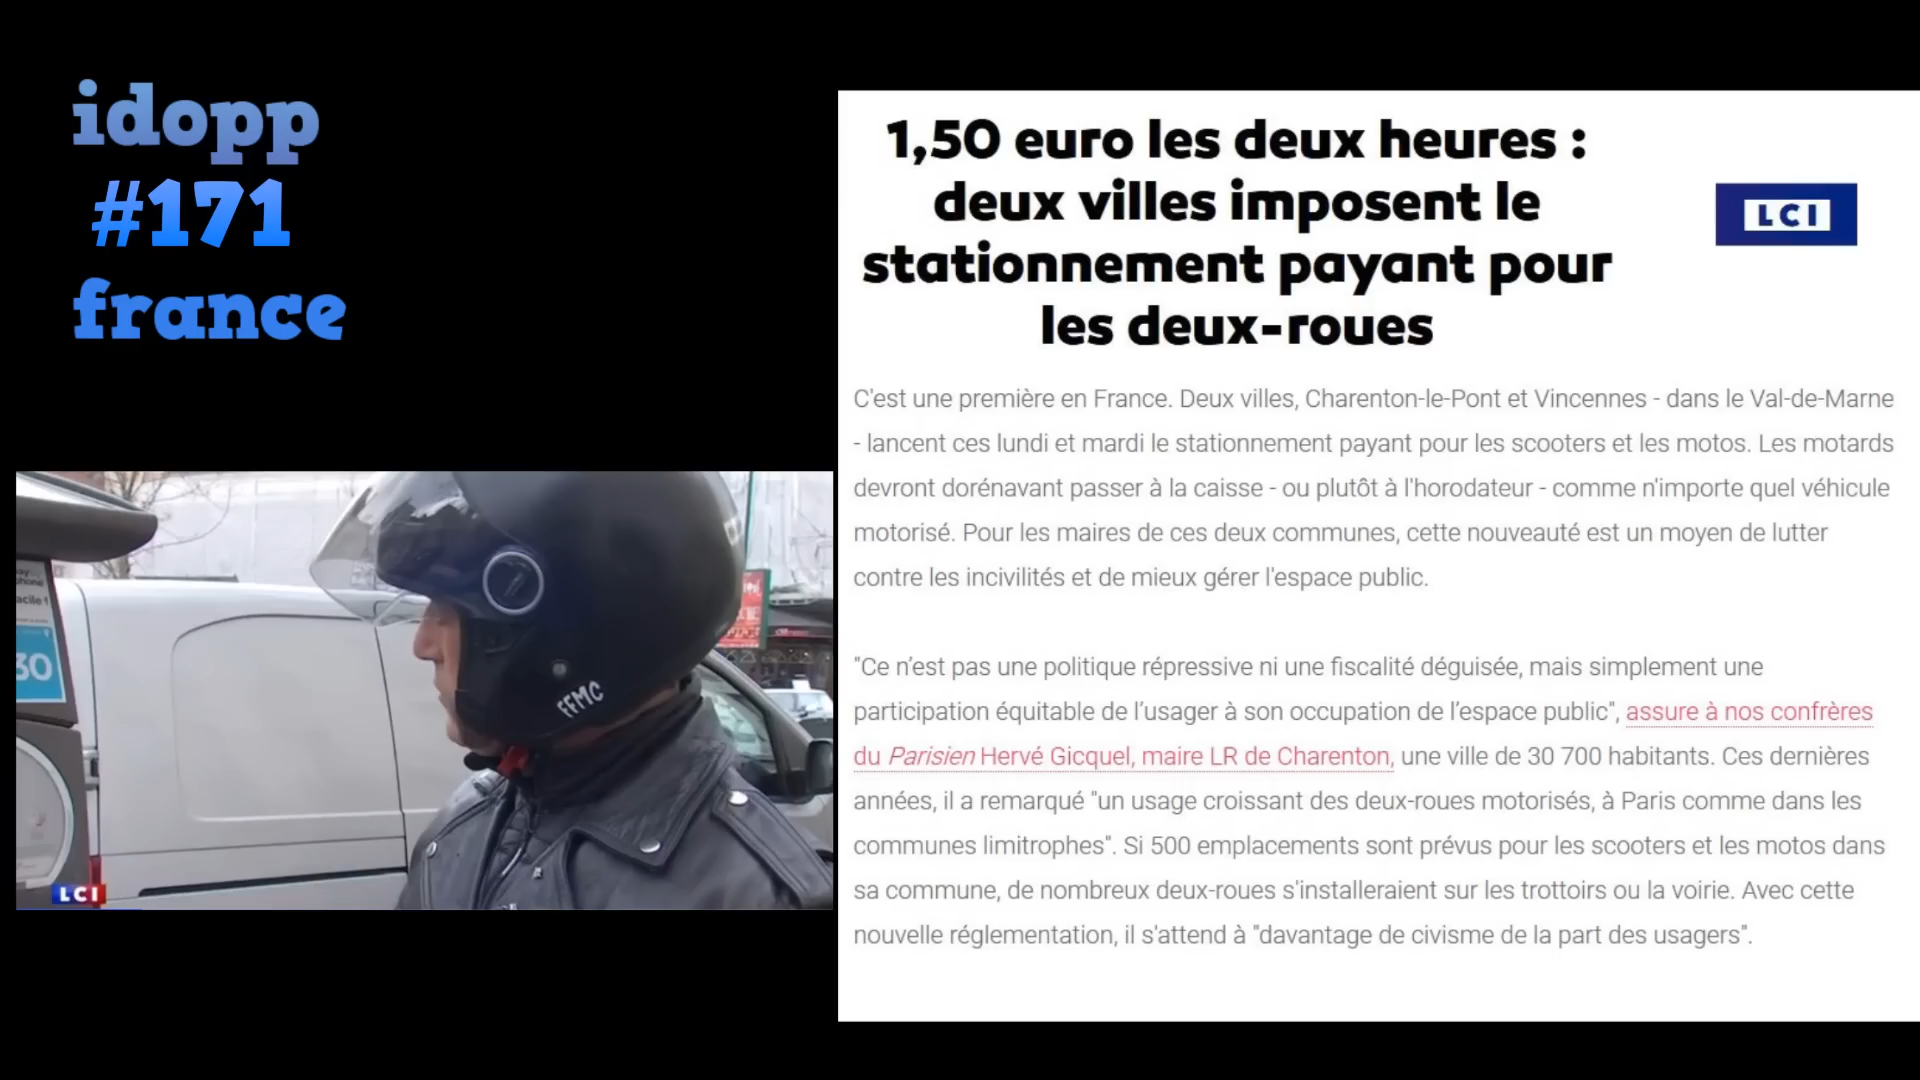 idopp
#171
france
1,50 euro les deux heures :
deux villes imposent le
stationnement payant pour
les deux-roues
LCI
C'est une première en France. Deux villes, Charenton-le-Pont et Vincennes - dans le Val-de-Marne
- lancent ces lundi et mardi le stationnement payant pour les scooters et les motos. Les motards
devront dorénavant passer à la caisse - ou plutôt à l'horodateur - comme n'importe quel véhicule
motorisé. Pour les maires de ces deux communes, cette nouveauté est un moyen de lutter
contre les incivilités et de mieux gérer l'espace public.
"Ce n’est pas une politique répressive ni une fiscalité déguisée, mais simplement une
participation équitable de l’usager à son occupation de l’espace public", assure à nos confrères
du Parisien Hervé Gicquel, maire LR de Charenton, une ville de 30 700 habitants. Ces dernières
années, il a remarqué "un usage croissant des deux-roues motorisés, à Paris comme dans les
communes limitrophes". Si 500 emplacements sont prévus pour les scooters et les motos dans
sa commune, de nombreux deux-roues s'installeraient sur les trottoirs ou la voirie. Avec cette
nouvelle réglementation, il s'attend à "davantage de civisme de la part des usagers".
acile !
30
FFMC
LCI